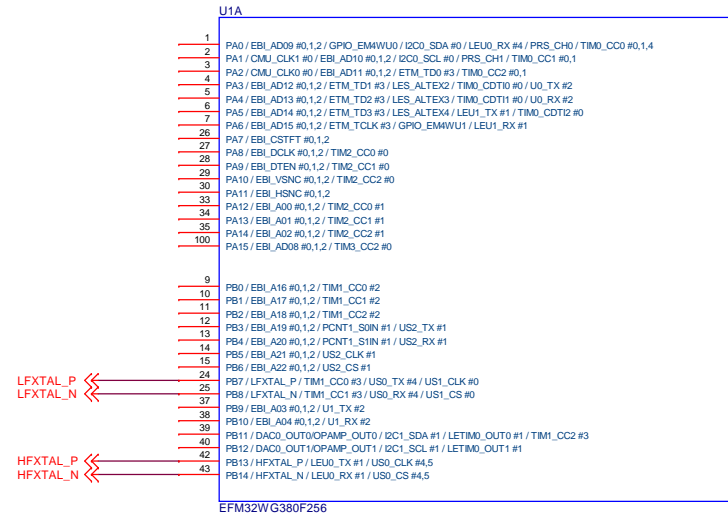 U1A
1 PA0 / EBI_AD09 #0,1,2 / GPIO_EM4WU0 / I2C0_SDA #0 / LEU0_RX #4 / PRS_CH0 / TIM0_CC0 #0,1,4
2 PA1 / CMU_CLK1 #0 / EBI_AD10 #0,1,2 / I2C0_SCL #0 / PRS_CH1 / TIM0_CC1 #0,1
3 PA2 / CMU_CLK0 #0 / EBI_AD11 #0,1,2 / ETM_TD0 #3 / TIM0_CC2 #0,1
4 PA3 / EBI_AD12 #0,1,2 / ETM_TD1 #3 / LES_ALTEX2 / TIM0_CDTI0 #0 / U0_TX #2
5 PA4 / EBI_AD13 #0,1,2 / ETM_TD2 #3 / LES_ALTEX3 / TIM0_CDTI1 #0 / U0_RX #2
6 PA5 / EBI_AD14 #0,1,2 / ETM_TD3 #3 / LES_ALTEX4 / LEU1_TX #1 / TIM0_CDTI2 #0
7 PA6 / EBI_AD15 #0,1,2 / ETM_TCLK #3 / GPIO_EM4WU1 / LEU1_RX #1
26 PA7 / EBI_CSTFT #0,1,2
27 PA8 / EBI_DCLK #0,1,2 / TIM2_CC0 #0
28 PA9 / EBI_DTEN #0,1,2 / TIM2_CC1 #0
29 PA10 / EBI_VSNC #0,1,2 / TIM2_CC2 #0
30 PA11 / EBI_HSNC #0,1,2
33 PA12 / EBI_A00 #0,1,2 / TIM2_CC0 #1
34 PA13 / EBI_A01 #0,1,2 / TIM2_CC1 #1
35 PA14 / EBI_A02 #0,1,2 / TIM2_CC2 #1
100 PA15 / EBI_AD08 #0,1,2 / TIM3_CC2 #0
9 PB0 / EBI_A16 #0,1,2 / TIM1_CC0 #2
10 PB1 / EBI_A17 #0,1,2 / TIM1_CC1 #2
11 PB2 / EBI_A18 #0,1,2 / TIM1_CC2 #2
12 PB3 / EBI_A19 #0,1,2 / PCNT1_S0IN #1 / US2_TX #1
13 PB4 / EBI_A20 #0,1,2 / PCNT1_S1IN #1 / US2_RX #1
14 PB5 / EBI_A21 #0,1,2 / US2_CLK #1
15 PB6 / EBI_A22 #0,1,2 / US2_CS #1
LFXTAL_P 24 PB7 / LFXTAL_P / TIM1_CC0 #3 / US0_TX #4 / US1_CLK #0
LFXTAL_N 25 PB8 / LFXTAL_N / TIM1_CC1 #3 / US0_RX #4 / US1_CS #0
37 PB9 / EBI_A03 #0,1,2 / U1_TX #2
38 PB10 / EBI_A04 #0,1,2 / U1_RX #2
39 PB11 / DAC0_OUT0/OPAMP_OUT0 / I2C1_SDA #1 / LETIM0_OUT0 #1 / TIM1_CC2 #3
40 PB12 / DAC0_OUT1/OPAMP_OUT1 / I2C1_SCL #1 / LETIM0_OUT1 #1
HFXTAL_P 42 PB13 / HFXTAL_P / LEU0_TX #1 / US0_CLK #4,5
HFXTAL_N 43 PB14 / HFXTAL_N / LEU0_RX #1 / US0_CS #4,5
EFM32WG380F256